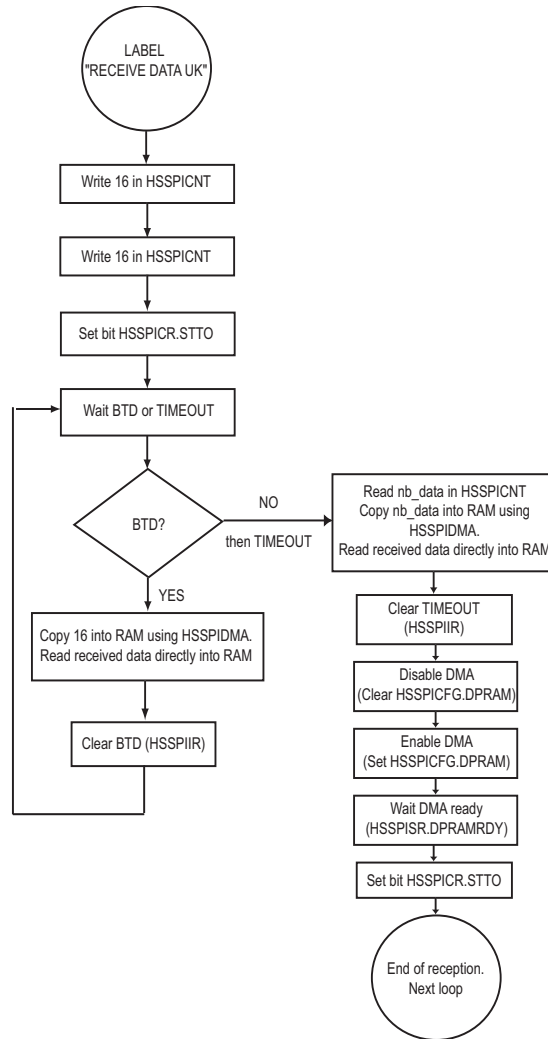 LABEL
"RECEIVE DATA UK"
Write 16 in HSSPICNT
Write 16 in HSSPICNT
Set bit HSSPICR.STTO
Wait BTD or TIMEOUT
BTD?
NO
then TIMEOUT
YES
Copy 16 into RAM using HSSPIDMA.
Read received data directly into RAM
Clear BTD (HSSPIIR)
Read nb_data in HSSPICNT
Copy nb_data into RAM using
HSSPIDMA.
Read received data directly into RAM
Clear TIMEOUT
(HSSPIIR)
Disable DMA
(Clear HSSPICFG.DPRAM)
Enable DMA
(Set HSSPICFG.DPRAM)
Wait DMA ready
(HSSPISR.DPRAMRDY)
Set bit HSSPICR.STTO
End of reception.
Next loop